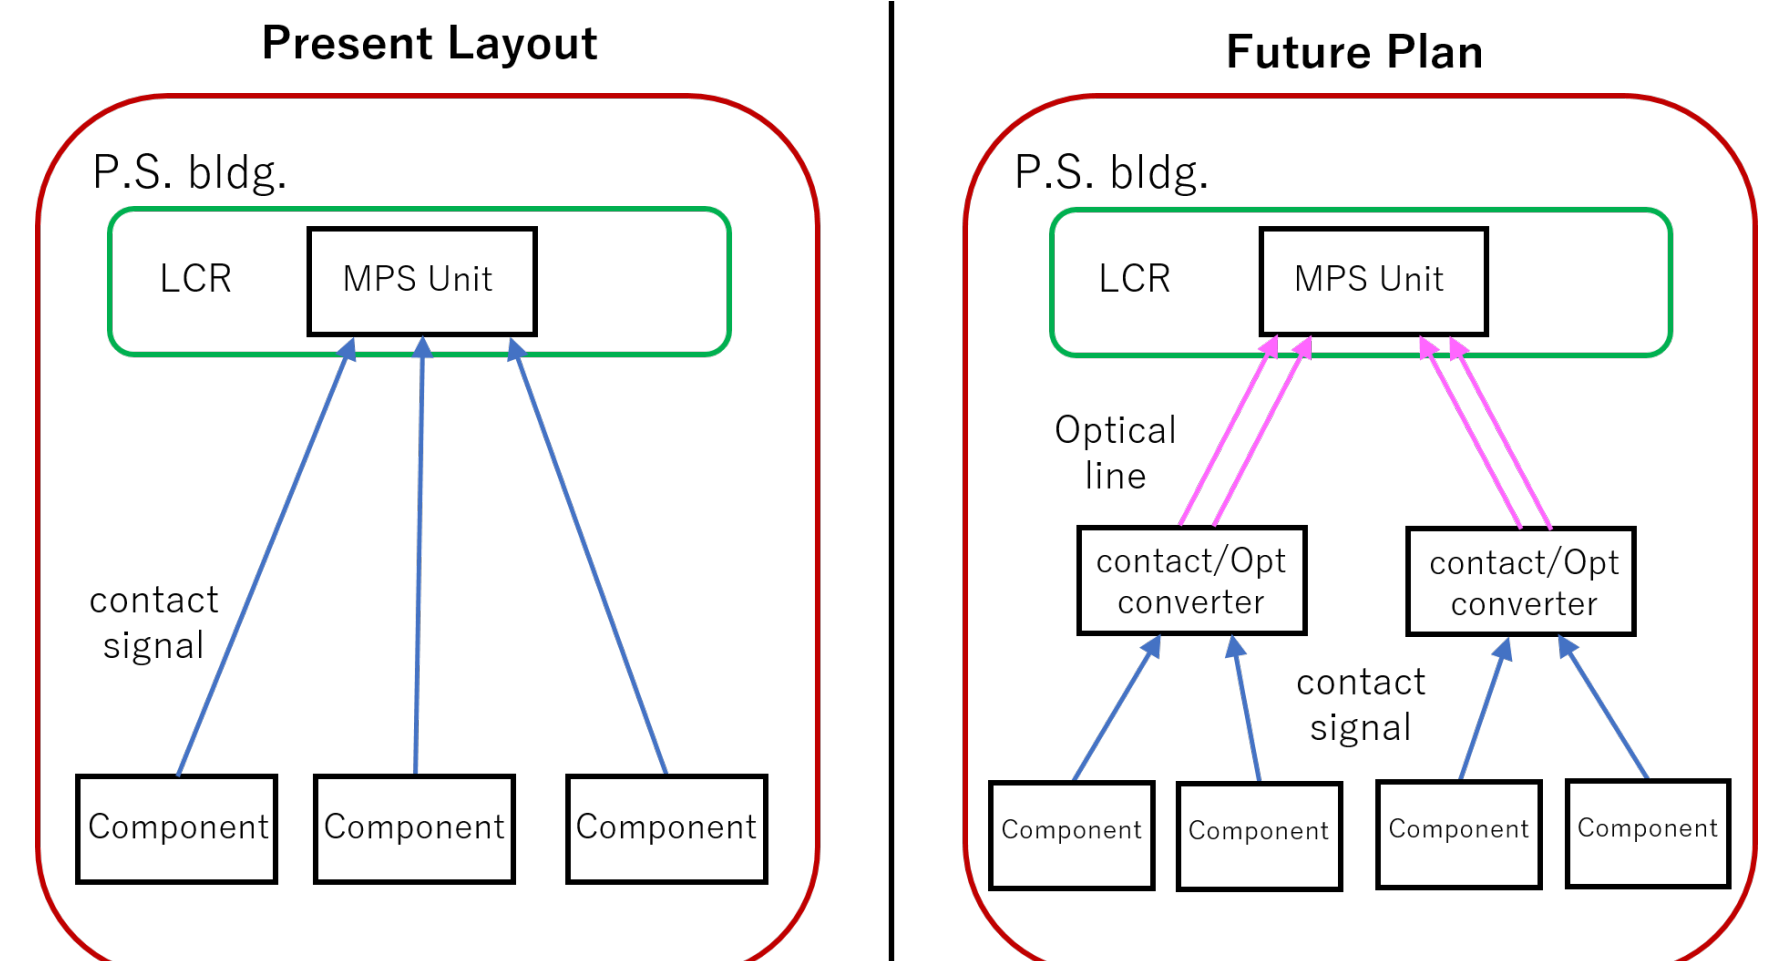 Present Layout
P.S. bldg.
LCR
MPS Unit
contact
signal
Component
Component
Component
Future Plan
P.S. bldg.
LCR
MPS Unit
Optical
line
contact/Opt
converter
contact/Opt
converter
contact
signal
Component
Component
Component
Component